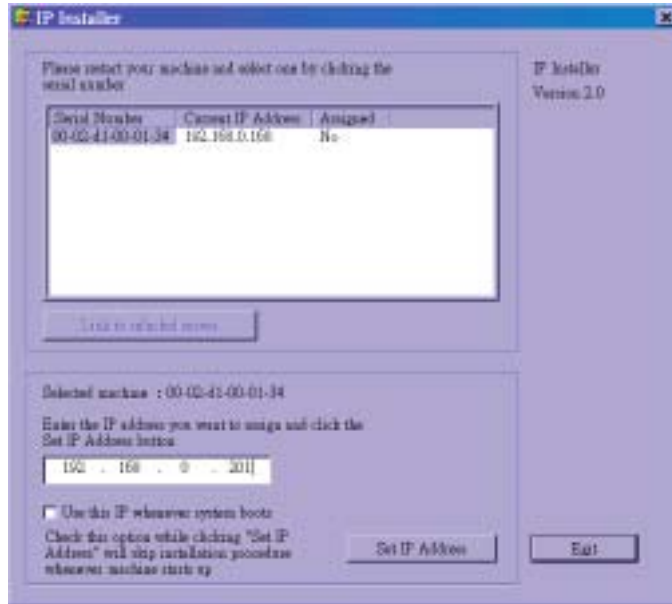 IP Installer
Please restart your machine and select one by clicking the
serial number
IP Installer
Version 2.0
Serial Number Current IP Address Assigned
00-02-d1-00-01-34 192.168.0.168 No
Link to selected
Selected machine : 00-02-d1-00-01-34
Enter the IP address you want to assign and click the
Set IP Address button
192 . 168 . 0 . 201
Use this IP whenever system boots
Check this option while clicking "Set IP
Address" will skip installation procedure
whenever machine starts up
Set IP Address
Exit